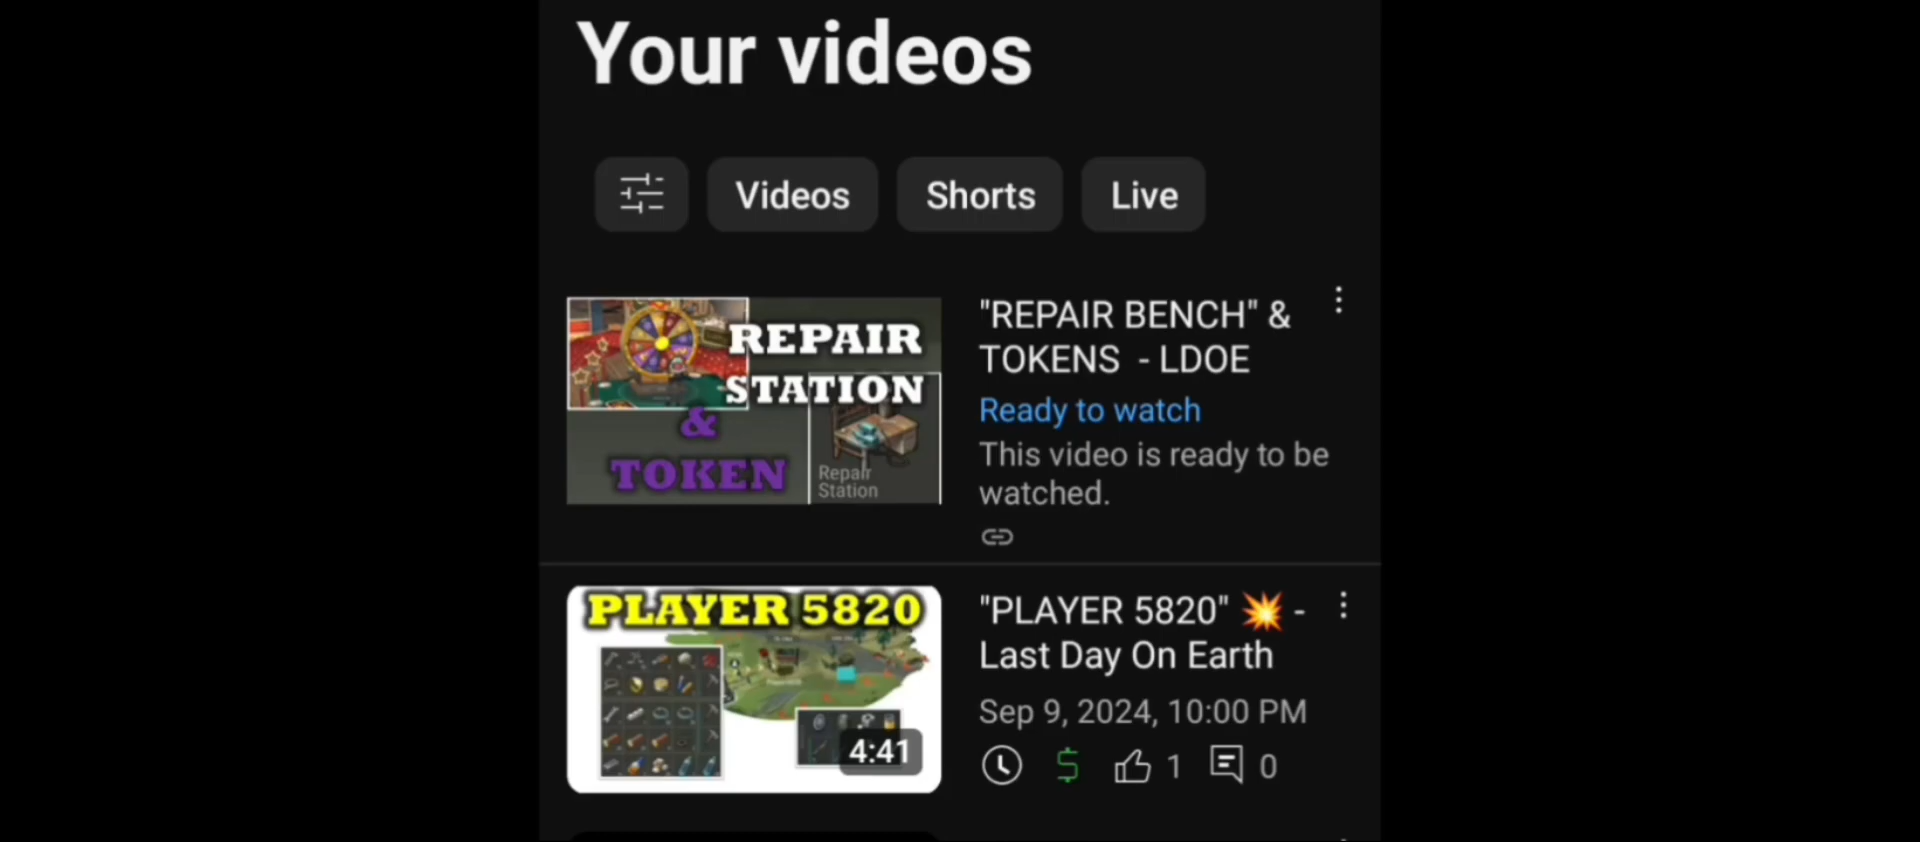 Your videos
Videos
Shorts
Live
REPAIR
STATION
&
TOKEN
Repair
Station
"REPAIR BENCH" &
TOKENS - LDOE
Ready to watch
This video is ready to be
watched.
PLAYER 5820
4:41
"PLAYER 5820" 💥 -
Last Day On Earth
Sep 9, 2024, 10:00 PM
$ 1 0